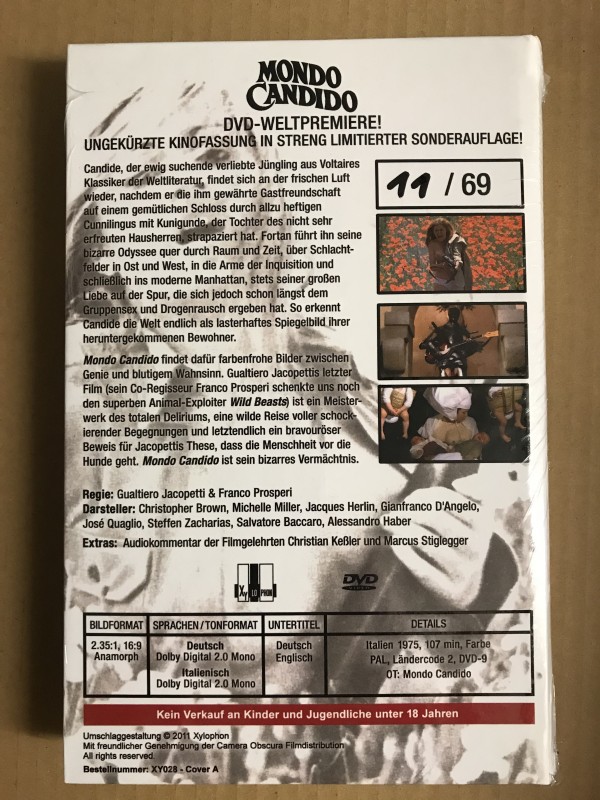 MONDO
CANDIDO
DVD-WELTPREMIERE!
UNGEKÜRZTE KINOFASSUNG IN STRENG LIMITIERTER SONDERAUFLAGE!
Candide, der ewig suchende verliebte Jüngling aus Voltaires
Klassiker der Weltliteratur, findet sich an der frischen Luft
wieder, nachdem er die ihm gewährte Gastfreundschaft
auf einem gemütlichen Schloss durch allzu heftigen
Cunnilingus mit Kunigunde, der Tochter des nicht sehr
erfreuten Hausherren, strapaziert hat. Fortan führt ihn seine
bizarre Odyssee quer durch Raum und Zeit, über Schlacht-
felder in Ost und West, in die Arme der Inquisition und
schließlich ins moderne Manhattan, stets seiner großen
Liebe auf der Spur, die sich jedoch schon längst dem
Gruppensex und Drogenrausch ergeben hat. So erkennt
Candide die Welt endlich als lasterhaftes Spiegelbild ihrer
heruntergekommenen Bewohner.
11 / 69
Mondo Candido findet dafür farbenfrohe Bilder zwischen
Genie und blutigem Wahnsinn. Gualtiero Jacopettis letzter
Film (sein Co-Regisseur Franco Prosperi schenkte uns noch
den superben Animal-Exploiter Wild Beasts) ist ein Meister-
werk des totalen Deliriums, eine wilde Reise voller schock-
ierender Begegnungen und letztendlich ein bravouröser
Beweis für Jacopettis These, dass die Menschheit vor die
Hunde geht. Mondo Candido ist sein bizarres Vermächtnis.
Regie: Gualtiero Jacopetti & Franco Prosperi
Darsteller: Christopher Brown, Michelle Miller, Jacques Herlin, Gianfranco D'Angelo,
José Quaglio, Steffen Zacharias, Salvatore Baccaro, Alessandro Haber
Extras: Audiokommentar der Filmgelehrten Christian Keßler und Marcus Stiglegger
XY LO PHON
DVD
BILDFORMAT SPRACHEN/TONFORMAT UNTERTITEL DETAILS
2.35:1, 16:9 Deutsch Deutsch Italien 1975, 107 min, Farbe
Anamorph Dolby Digital 2.0 Mono Englisch PAL, Ländercode 2, DVD-9
Italienisch OT: Mondo Candido
Dolby Digital 2.0 Mono
Kein Verkauf an Kinder und Jugendliche unter 18 Jahren
Umschlaggestaltung © 2011 Xylophon
Mit freundlicher Genehmigung der Camera Obscura Filmdistribution
All rights reserved.
Bestellnummer: XY028 - Cover A